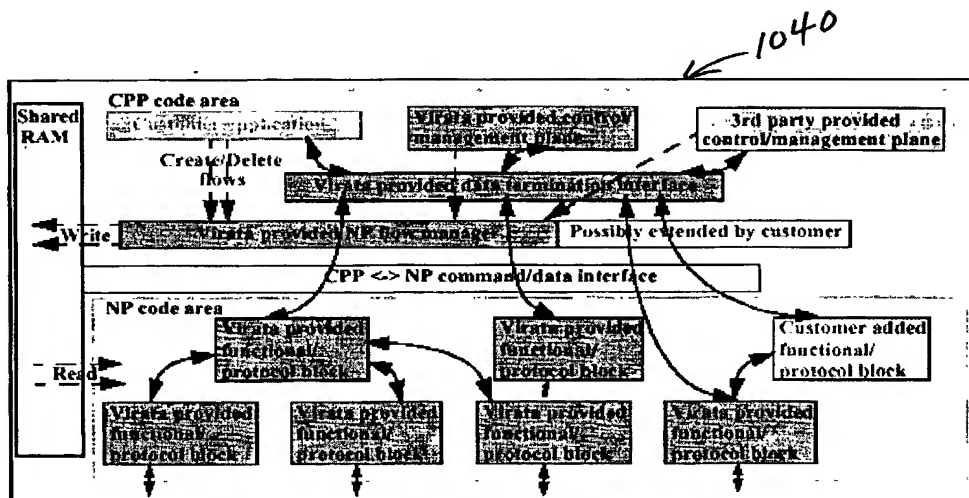 1040
Shared
RAM
CPP code area
Customer application
Virata provided control/
management plane
3rd party provided
control/management plane
Create/Delete
flows
Virata provided data termination interface
Write
Virata provided NP flow manager
Possibly extended by customer
CPP <-> NP command/data interface
NP code area
Virata provided
functional/
protocol block
Virata provided
functional/
protocol block
Customer added
functional/
protocol block
Read
Virata provided
functional/
protocol block
Virata provided
functional/
protocol block
Virata provided
functional/
protocol block
Virata provided
functional/
protocol block